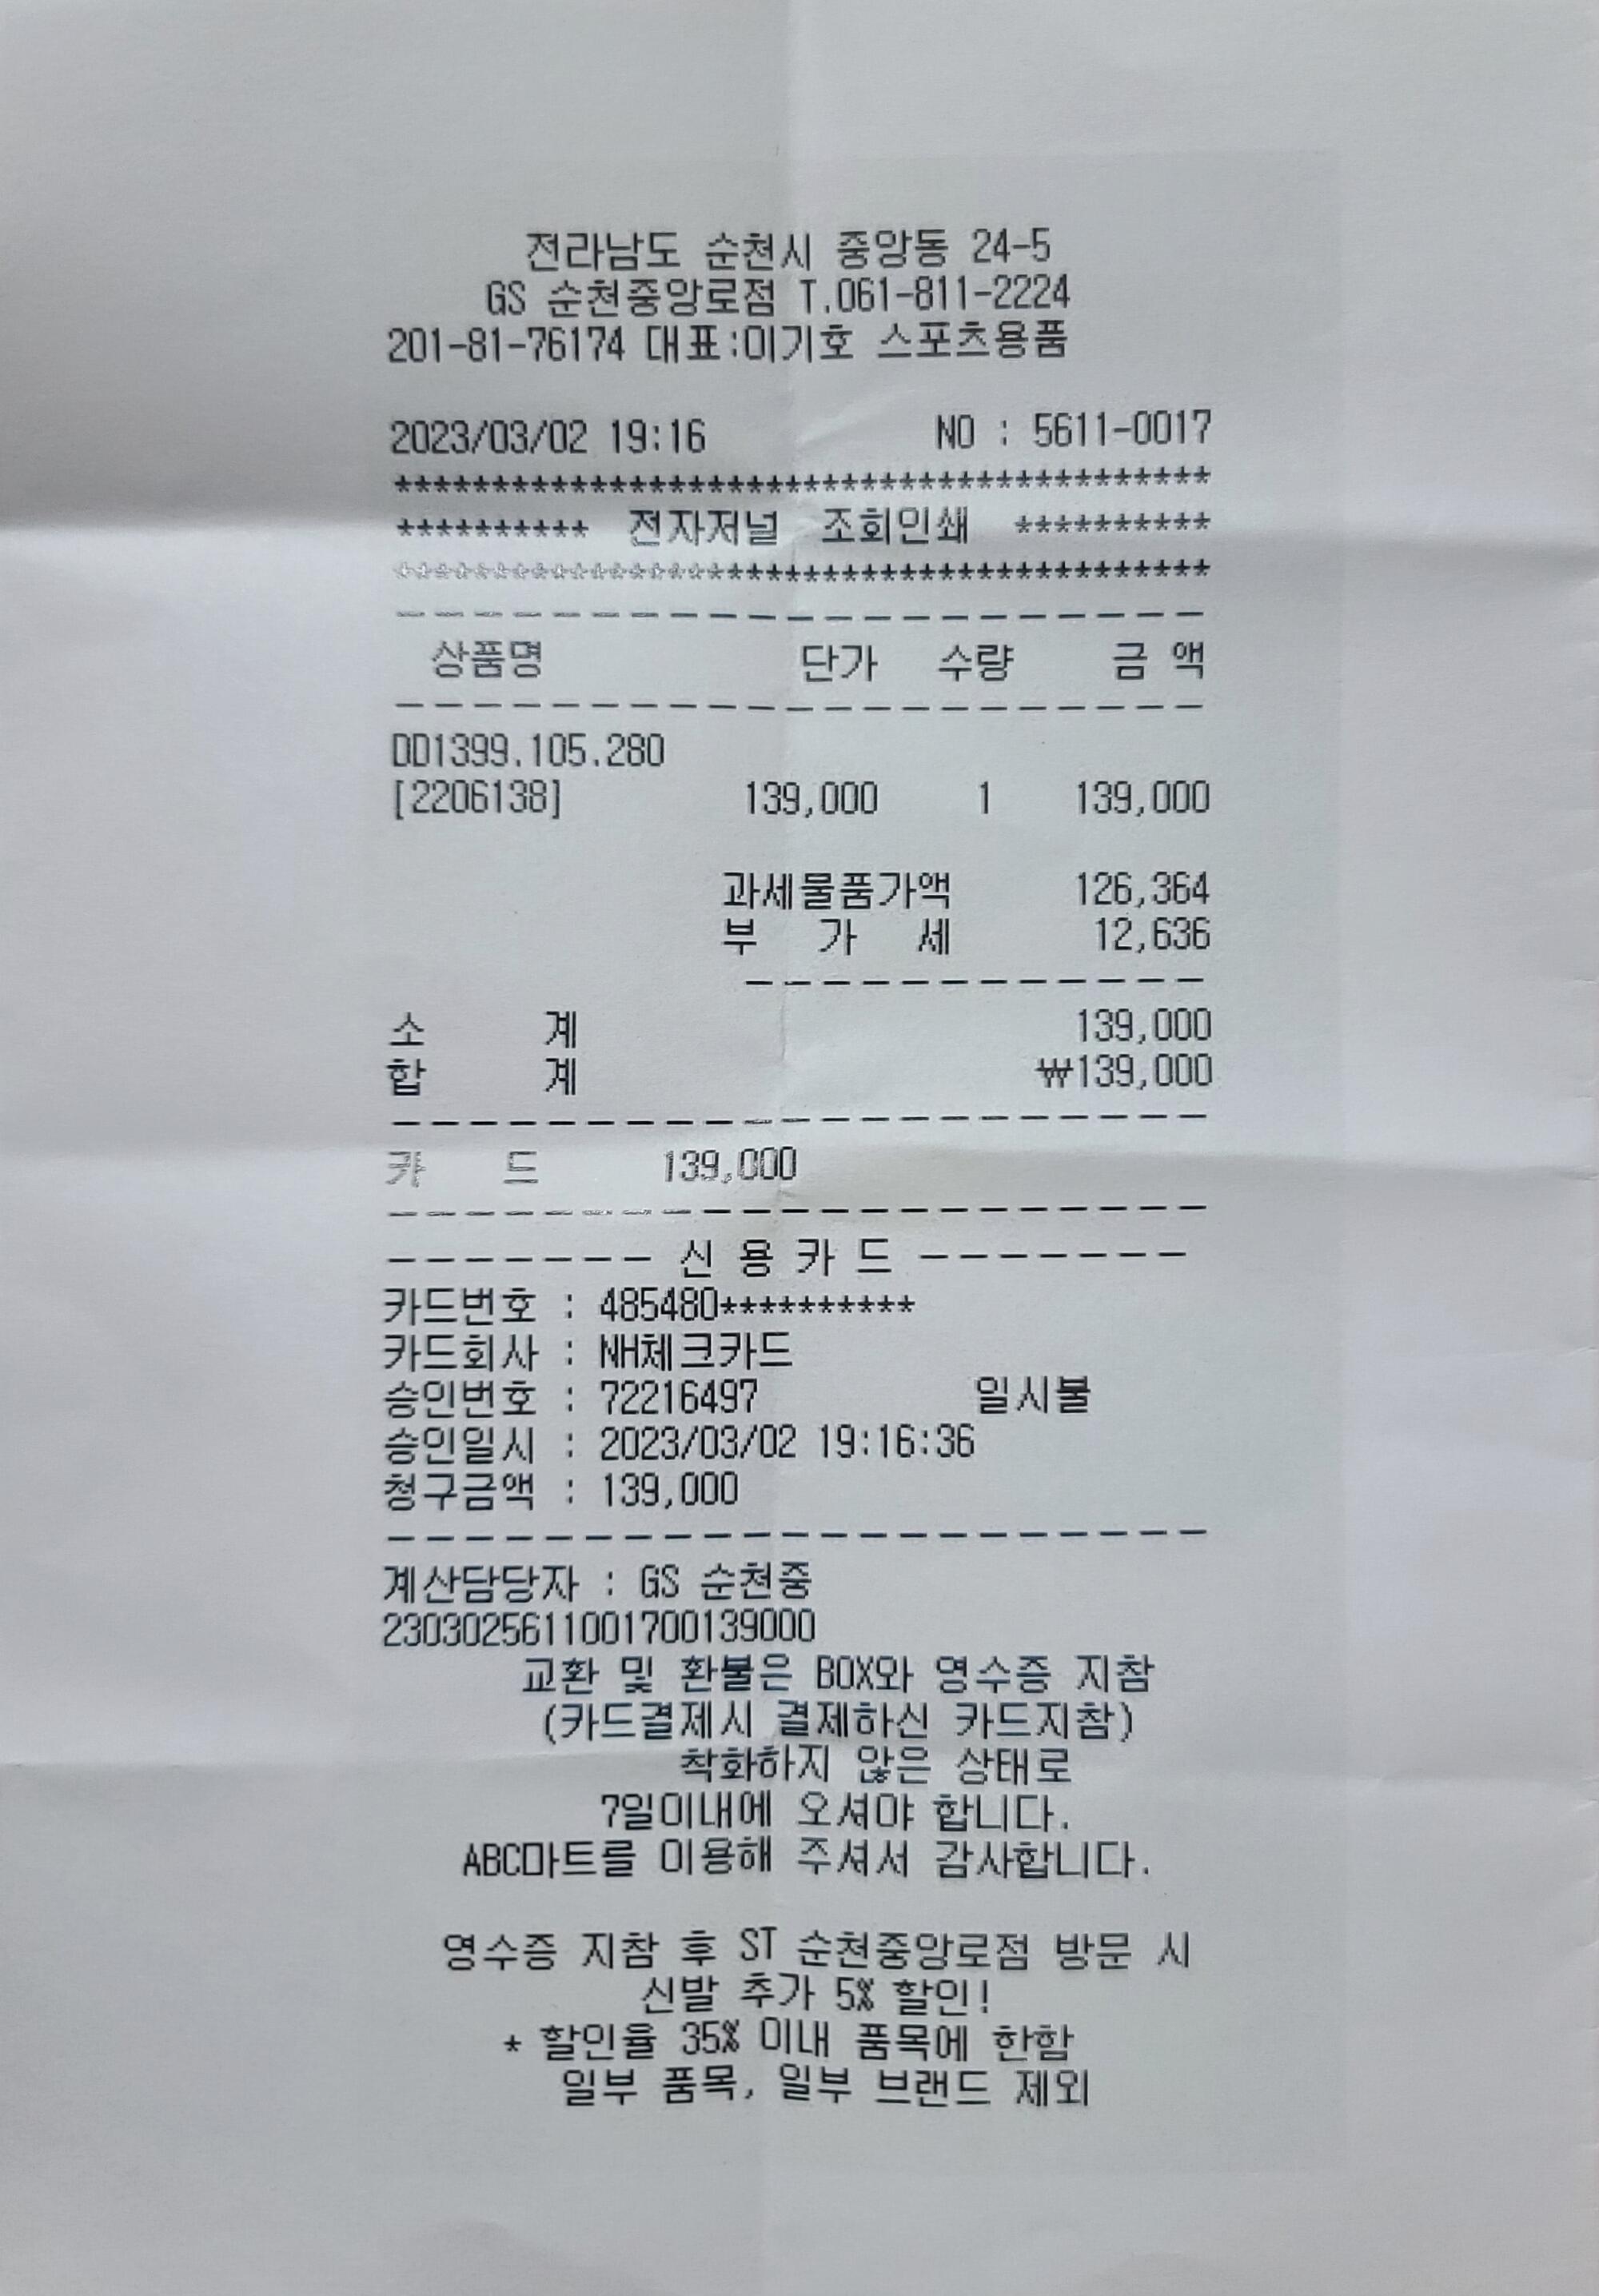 전라남도 순천시 중앙동 24-5
GS 순천중앙로점 T.061-811-2224
201-81-76174 대표:이기호 스포츠용품
2023/03/02 19:16 NO : 5611-0017
******************************************
********** 전자저널 조회인쇄 **********
******************************************
상품명 단가 수량 금 액
DD1399.105.280
[2206138] 139,000 1 139,000
과세물품가액 126,364
부 가 세 12,636
소 계 139,000
합 계 ₩139,000
카 드 139,000
------- 신 용 카 드 -------
카드번호 : 485480**********
카드회사 : NH체크카드
승인번호 : 72216497 일시불
승인일시 : 2023/03/02 19:16:36
청구금액 : 139,000
계산담당자 : GS 순천중
2303025611001700139000
교환 및 환불은 BOX와 영수증 지참
(카드결제시 결제하신 카드지참)
착화하지 않은 상태로
7일이내에 오셔야 합니다.
ABC마트를 이용해 주셔서 감사합니다.
영수증 지참 후 ST 순천중앙로점 방문 시
신발 추가 5% 할인!
* 할인율 35% 이내 품목에 한함
일부 품목, 일부 브랜드 제외